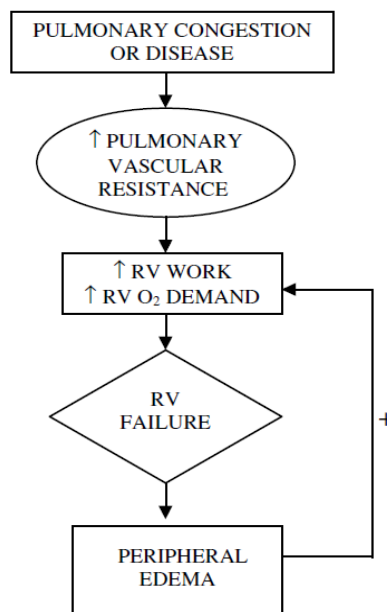 PULMONARY CONGESTION
OR DISEASE
↑ PULMONARY
VASCULAR
RESISTANCE
↑ RV WORK
↑ RV O₂ DEMAND
RV
FAILURE
+
PERIPHERAL
EDEMA